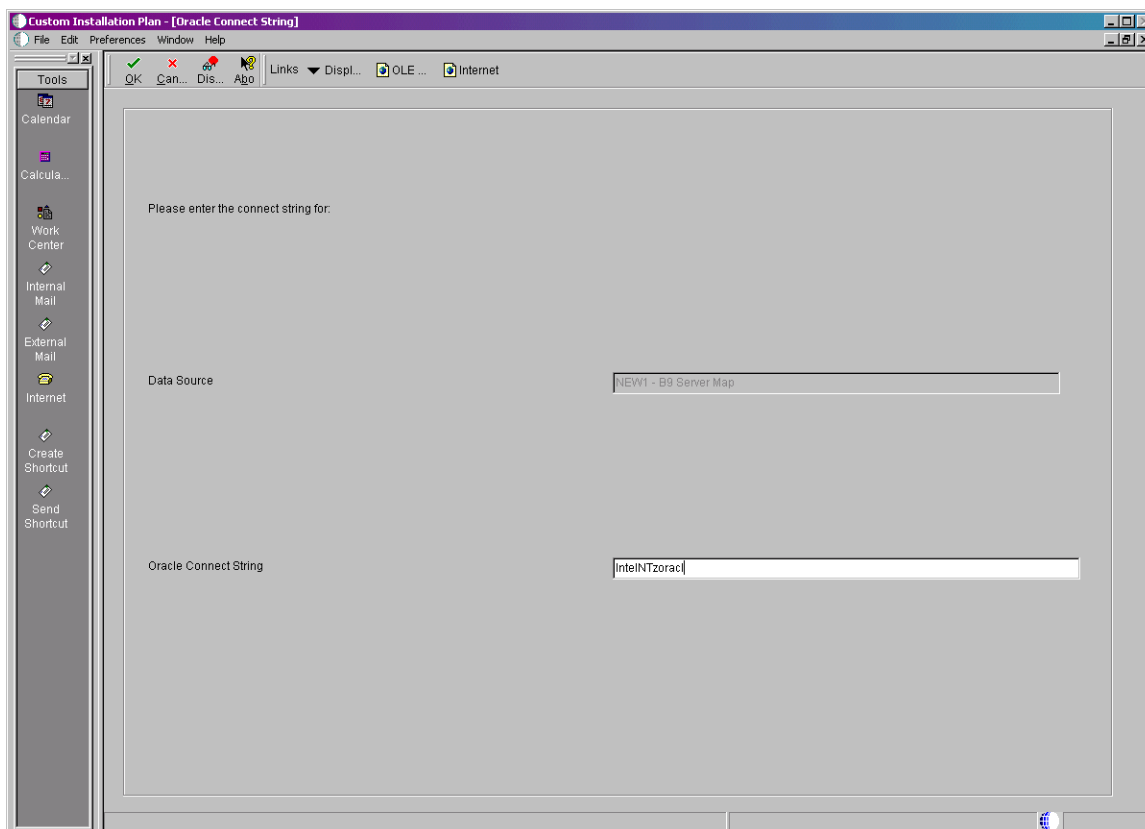 Custom Installation Plan - [Oracle Connect String]
File Edit Preferences Window Help
Tools
OK Can... Dis... Abo Links Displ... OLE ... Internet
Calendar
Calcula...
Work
Center
Internal
Mail
External
Mail
Internet
Create
Shortcut
Send
Shortcut
Please enter the connect string for:
Data Source
NEW1 - B9 Server Map
Oracle Connect String
IntelNTzoracl